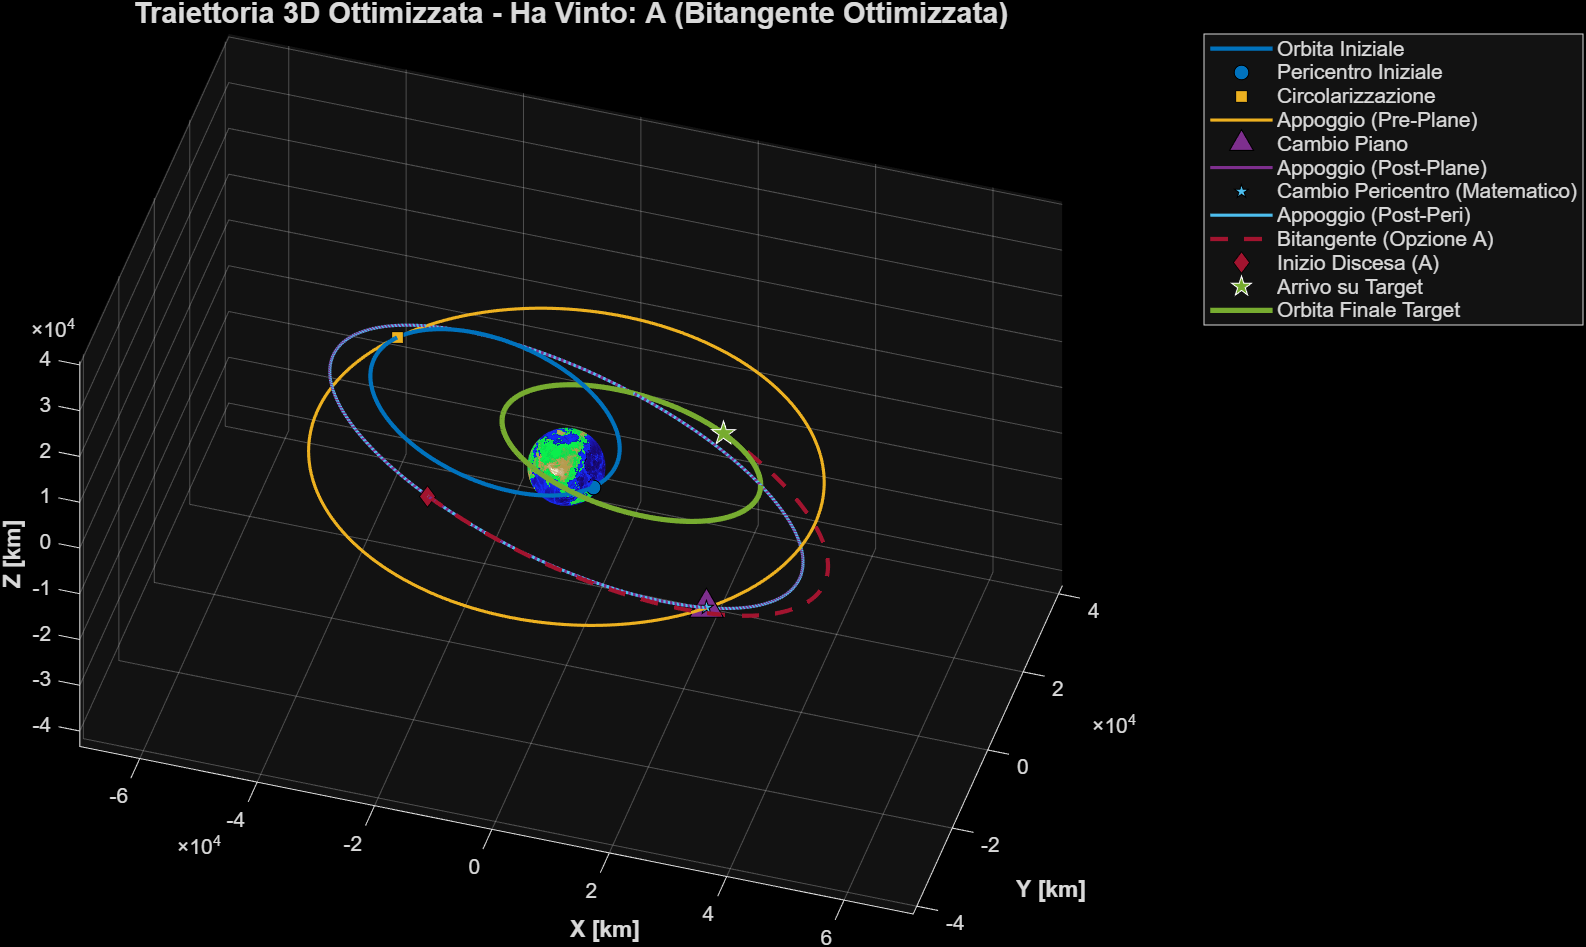 Traiettoria 3D Ottimizzata - Ha Vinto: A (Bitangente Ottimizzata)
Orbita Iniziale
Pericentro Iniziale
Circolarizzazione
Appoggio (Pre-Plane)
Cambio Piano
Appoggio (Post-Plane)
Cambio Pericentro (Matematico)
Appoggio (Post-Peri)
Bitangente (Opzione A)
Inizio Discesa (A)
Arrivo su Target
Orbita Finale Target
×10⁴
4
3
2
1
0
-1
-2
-3
-4
Z [km]
-6
-4
-2
0
2
4
6
×10⁴
X [km]
4
2
0
-2
-4
×10⁴
Y [km]